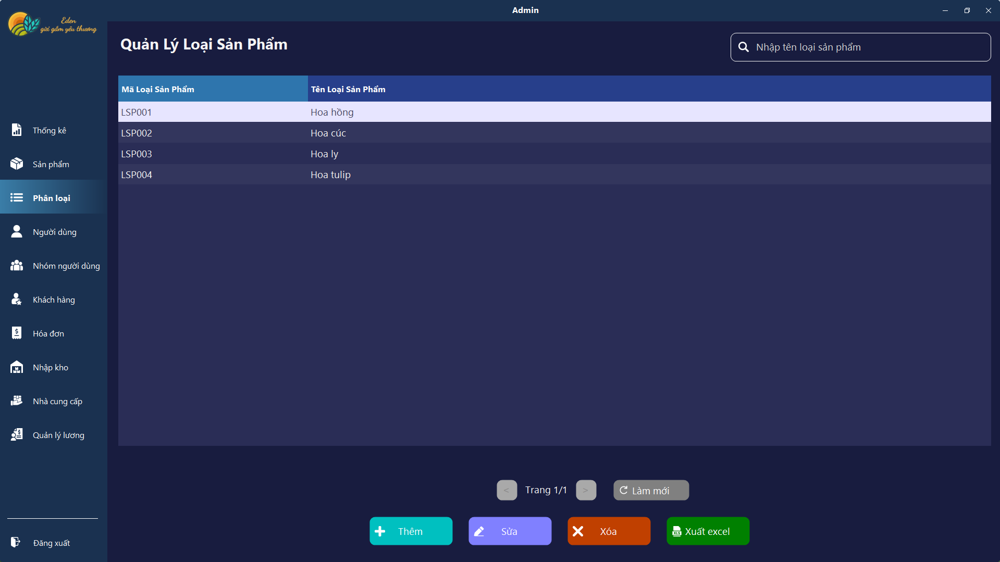 Admin
Eden
gửi gắm yêu thương
Quản Lý Loại Sản Phẩm
Nhập tên loại sản phẩm
Mã Loại Sản Phẩm Tên Loại Sản Phẩm
LSP001 Hoa hồng
LSP002 Hoa cúc
LSP003 Hoa ly
LSP004 Hoa tulip
Thống kê
Sản phẩm
Phân loại
Người dùng
Nhóm người dùng
Khách hàng
Hóa đơn
Nhập kho
Nhà cung cấp
Quản lý lương
Đăng xuất
< Trang 1/1 > Làm mới
Thêm Sửa Xóa XLS Xuất excel